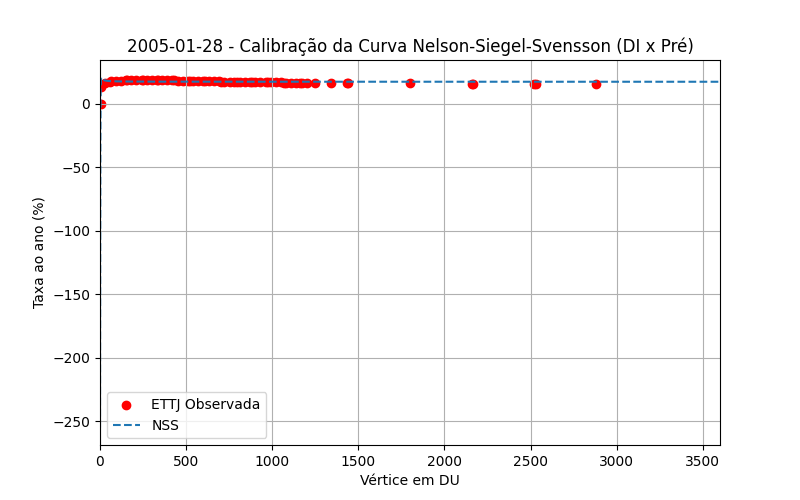 2005-01-28 - Calibração da Curva Nelson-Siegel-Svensson (DI x Pré)
Taxa ao ano (%)
0
−50
−100
−150
−200
−250
ETTJ Observada
NSS
0 500 1000 1500 2000 2500 3000 3500
Vértice em DU